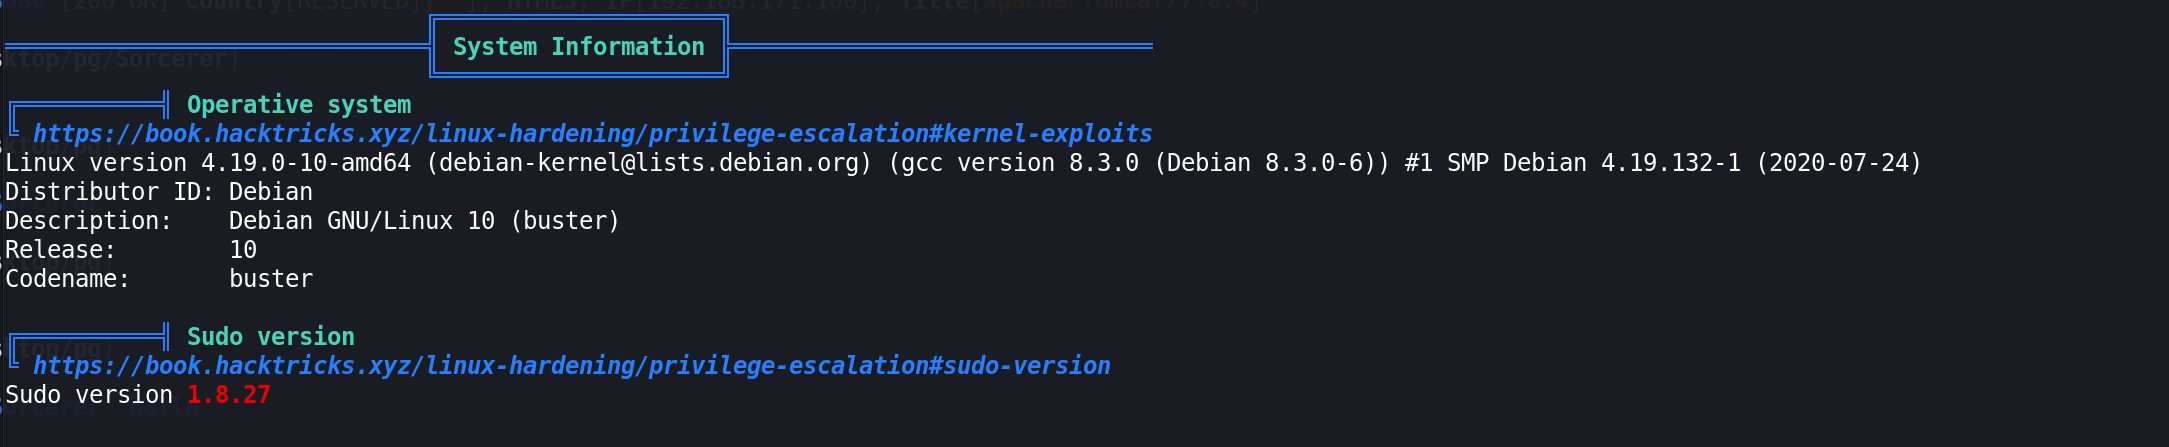 System Information
Operative system
https://book.hacktricks.xyz/linux-hardening/privilege-escalation#kernel-exploits
Linux version 4.19.0-10-amd64 (debian-kernel@lists.debian.org) (gcc version 8.3.0 (Debian 8.3.0-6)) #1 SMP Debian 4.19.132-1 (2020-07-24)
Distributor ID: Debian
Description:    Debian GNU/Linux 10 (buster)
Release:        10
Codename:       buster
Sudo version
https://book.hacktricks.xyz/linux-hardening/privilege-escalation#sudo-version
Sudo version 1.8.27